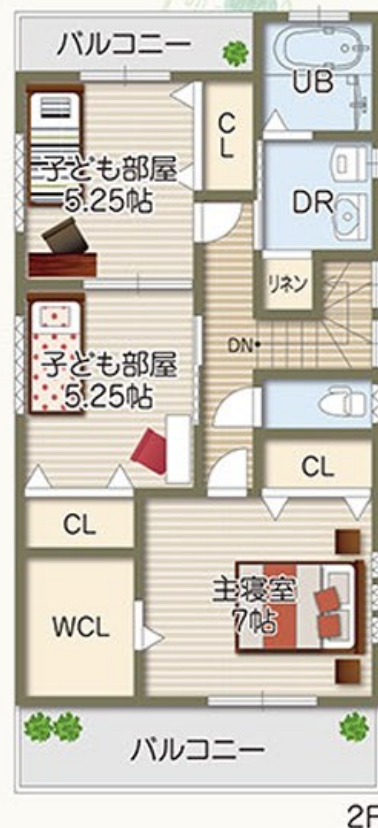 バルコニー
UB
CL
子ども部屋
5.25帖
DR
リネン
DN
子ども部屋
5.25帖
CL
CL
主寝室
7帖
WCL
バルコニー
2F